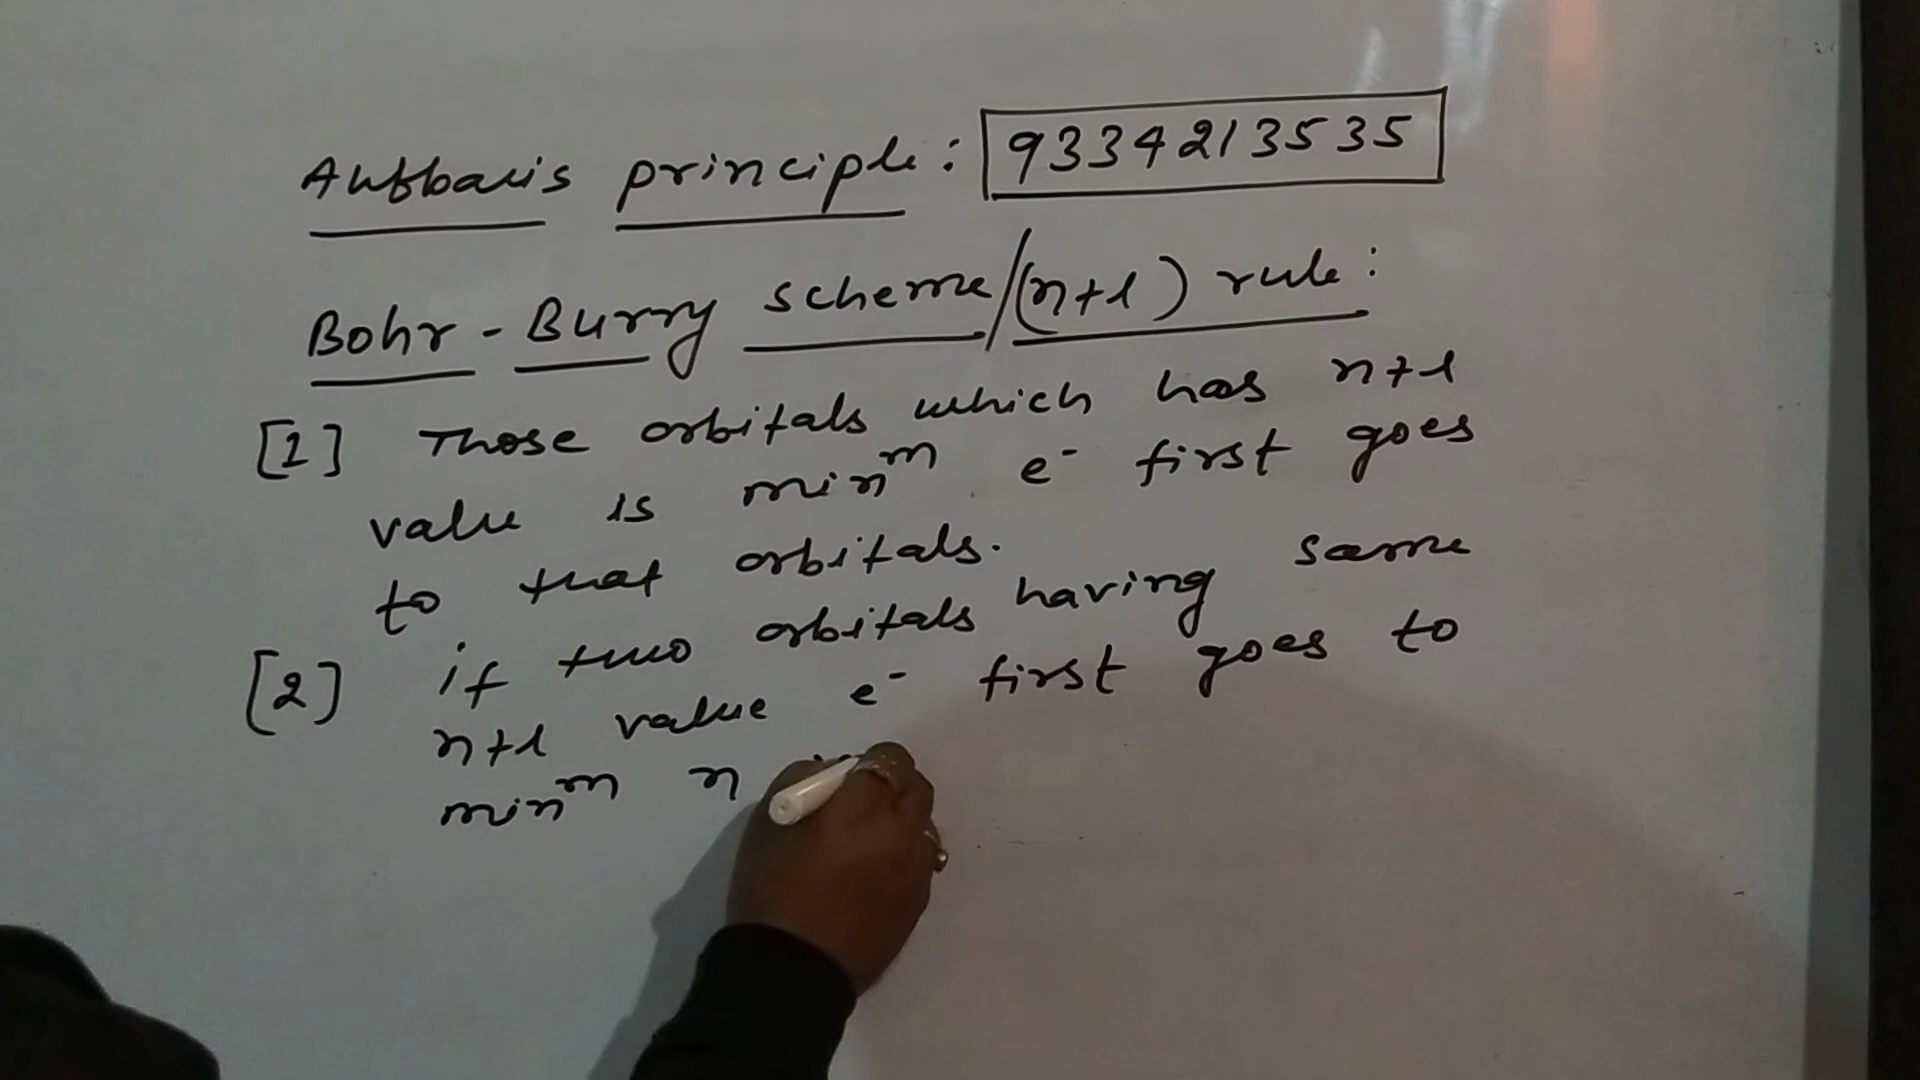 Aufbauis principle: 9334213535
Bohr-Burry scheme/(n+l) rule:
[1] Those orbitals which has n+l
value is minᵐ e⁻ first goes
to that orbitals.
[2] if two orbitals having same
n+l value e⁻ first goes to
minᵐ n